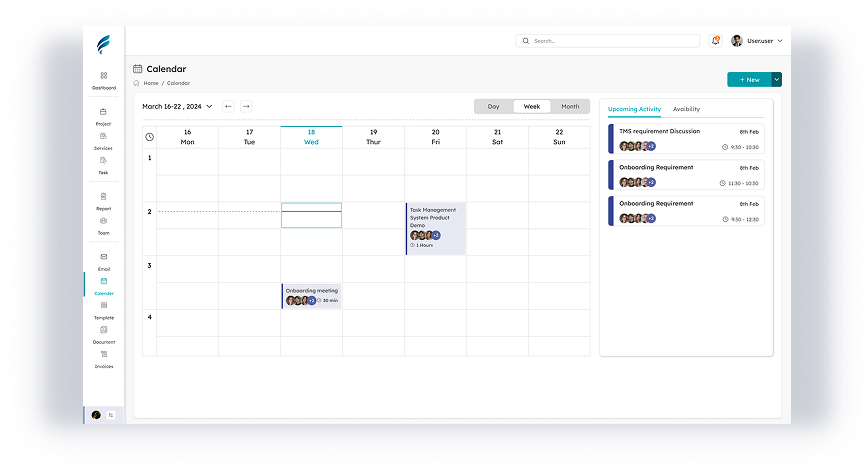 Search...
User.user
Calendar
Home / Calendar
+ New
Dashboard
Project
Services
Task
Report
Team
Email
Calender
Template
Document
Invoices
March 16-22 , 2024
Day Week Month
16 17 18 19 20 21 22
Mon Tue Wed Thur Fri Sat Sun
1
2
3
4
Task Management
System Product
Demo
+2
1 Hours
Onboarding meeting
+2 30 min
Upcoming Activity Avaibility
TMS requirement Discussion 8th Feb
+2 9:30 - 10:30
Onboarding Requirement 8th Feb
+2 11:30 - 10:30
Onboarding Requirement 8th Feb
+2 9:30 - 12:30